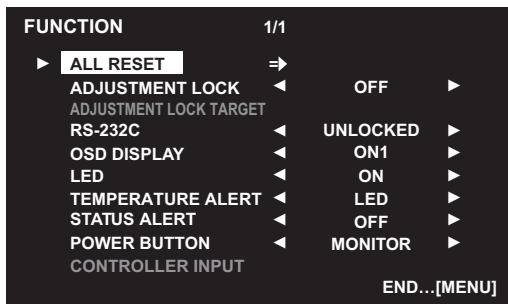 FUNCTION 1/1
ALL RESET
ADJUSTMENT LOCK OFF
ADJUSTMENT LOCK TARGET
RS-232C UNLOCKED
OSD DISPLAY ON1
LED ON
TEMPERATURE ALERT LED
STATUS ALERT OFF
POWER BUTTON MONITOR
CONTROLLER INPUT
END...[MENU]